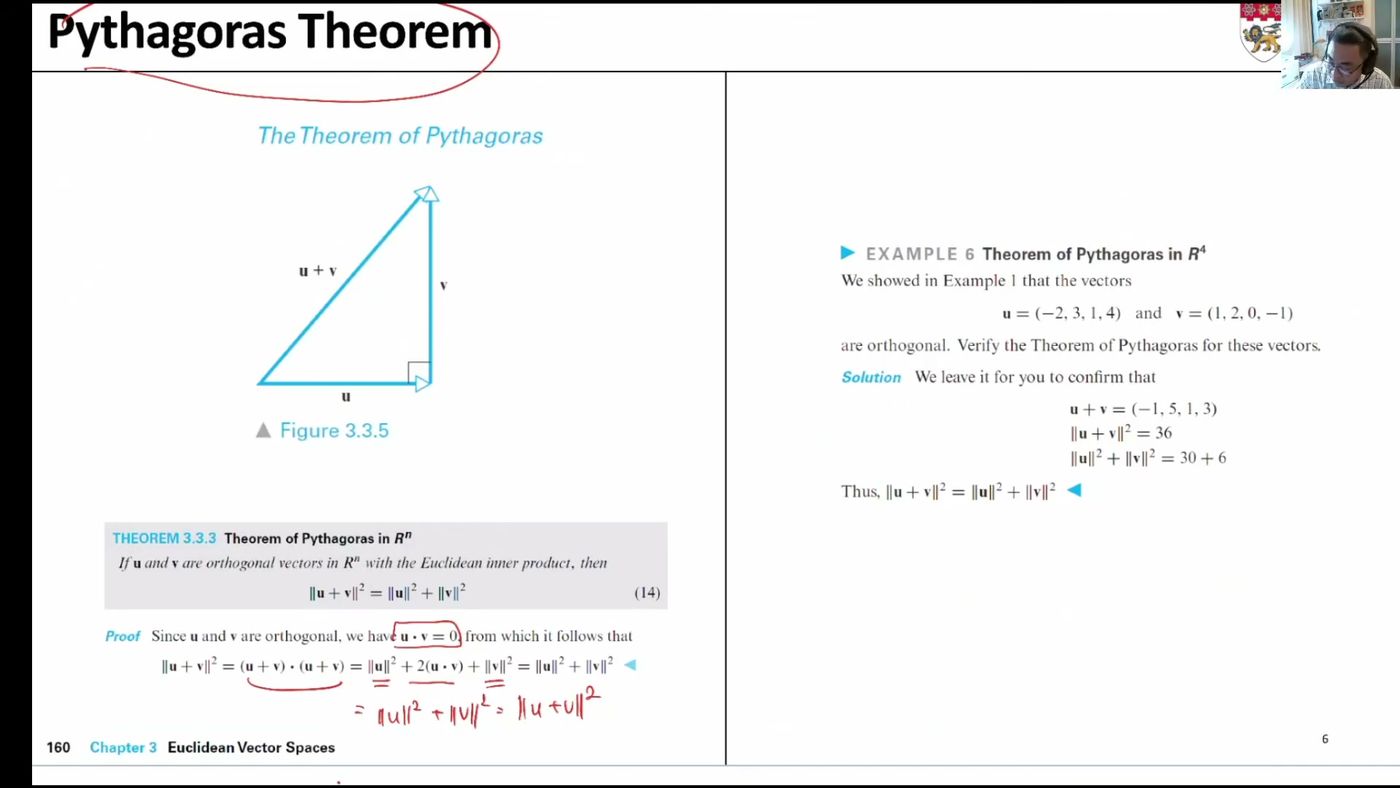 Pythagoras Theorem
The Theorem of Pythagoras
u + v
v
u
▲ Figure 3.3.5
THEOREM 3.3.3 Theorem of Pythagoras in Rⁿ
If u and v are orthogonal vectors in Rⁿ with the Euclidean inner product, then
‖u + v‖² = ‖u‖² + ‖v‖² (14)
Proof Since u and v are orthogonal, we have u · v = 0, from which it follows that
‖u + v‖² = (u + v) · (u + v) = ‖u‖² + 2(u · v) + ‖v‖² = ‖u‖² + ‖v‖² ◀
= ‖u‖² + ‖v‖² = ‖u + v‖²
160 Chapter 3 Euclidean Vector Spaces
▶ EXAMPLE 6 Theorem of Pythagoras in R⁴
We showed in Example 1 that the vectors
u = (−2, 3, 1, 4) and v = (1, 2, 0, −1)
are orthogonal. Verify the Theorem of Pythagoras for these vectors.
Solution We leave it for you to confirm that
u + v = (−1, 5, 1, 3)
‖u + v‖² = 36
‖u‖² + ‖v‖² = 30 + 6
Thus, ‖u + v‖² = ‖u‖² + ‖v‖² ◀
6